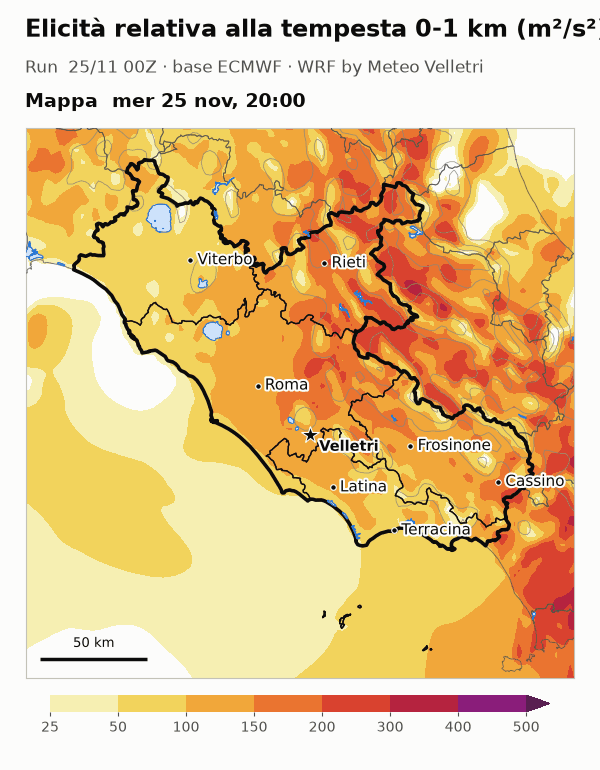 Elicità relativa alla tempesta 0-1 km (m²/s²)
Run 25/11 00Z · base ECMWF · WRF by Meteo Velletri
Mappa mer 25 nov, 20:00
Viterbo
Rieti
Roma
Velletri
Frosinone
Cassino
Latina
Terracina
50 km
25 50 100 150 200 300 400 500